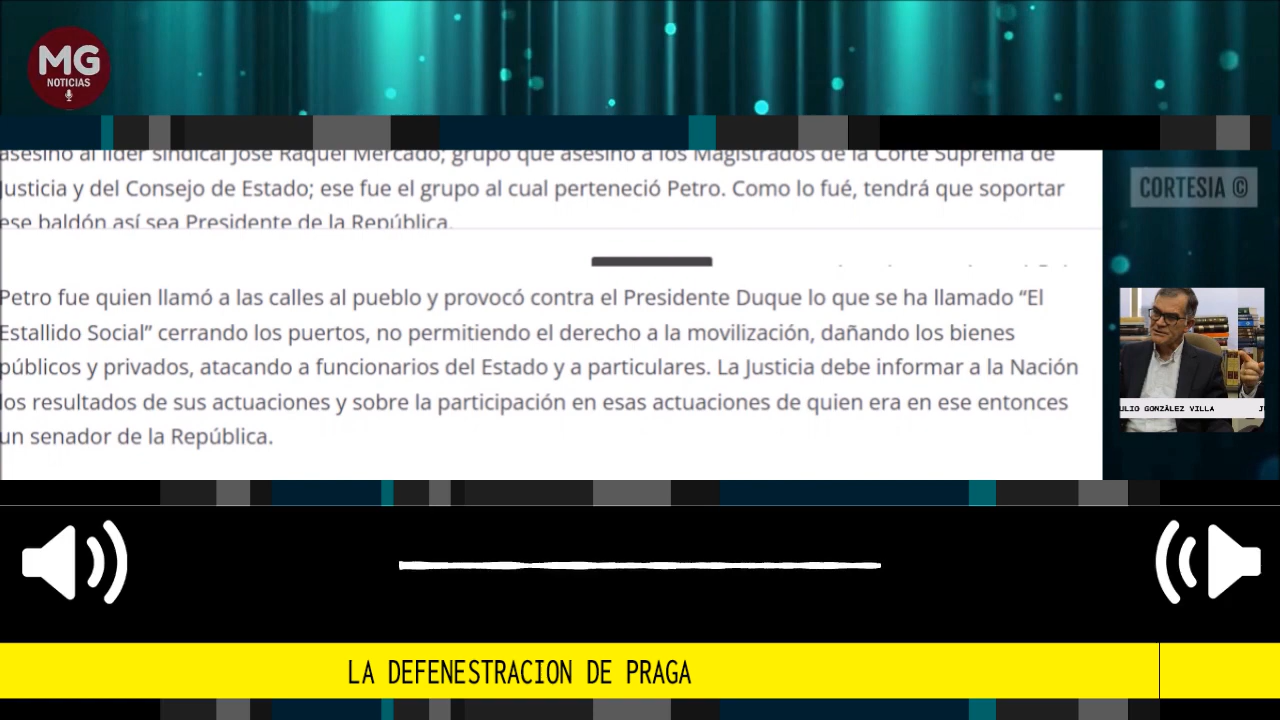 MG
NOTICIAS
asesinó al líder sindical José Raquel Mercado; grupo que asesinó a los Magistrados de la Corte Suprema de
Justicia y del Consejo de Estado; ese fue el grupo al cual perteneció Petro. Como lo fué, tendrá que soportar
ese baldón así sea Presidente de la República.
CORTESIA ©
Petro fue quien llamó a las calles al pueblo y provocó contra el Presidente Duque lo que se ha llamado “El
Estallido Social” cerrando los puertos, no permitiendo el derecho a la movilización, dañando los bienes
públicos y privados, atacando a funcionarios del Estado y a particulares. La Justicia debe informar a la Nación
los resultados de sus actuaciones y sobre la participación en esas actuaciones de quien era en ese entonces
un senador de la República.
ULIO GONZÁLEZ VILLA JU
LA DEFENESTRACION DE PRAGA